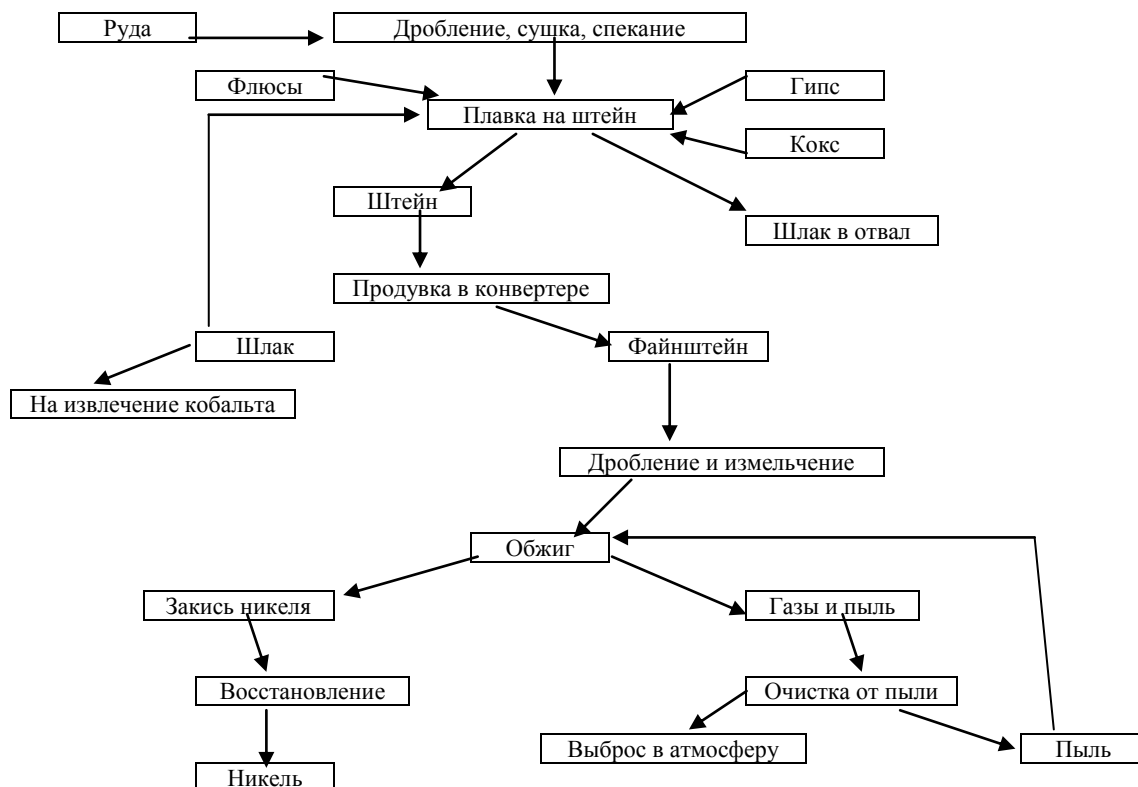 Руда
Дробление, сушка, спекание
Флюсы
Гипс
Плавка на штейн
Кокс
Штейн
Шлак в отвал
Продувка в конвертере
Шлак
Файнштейн
На извлечение кобальта
Дробление и измельчение
Обжиг
Закись никеля
Газы и пыль
Восстановление
Очистка от пыли
Выброс в атмосферу
Пыль
Никель